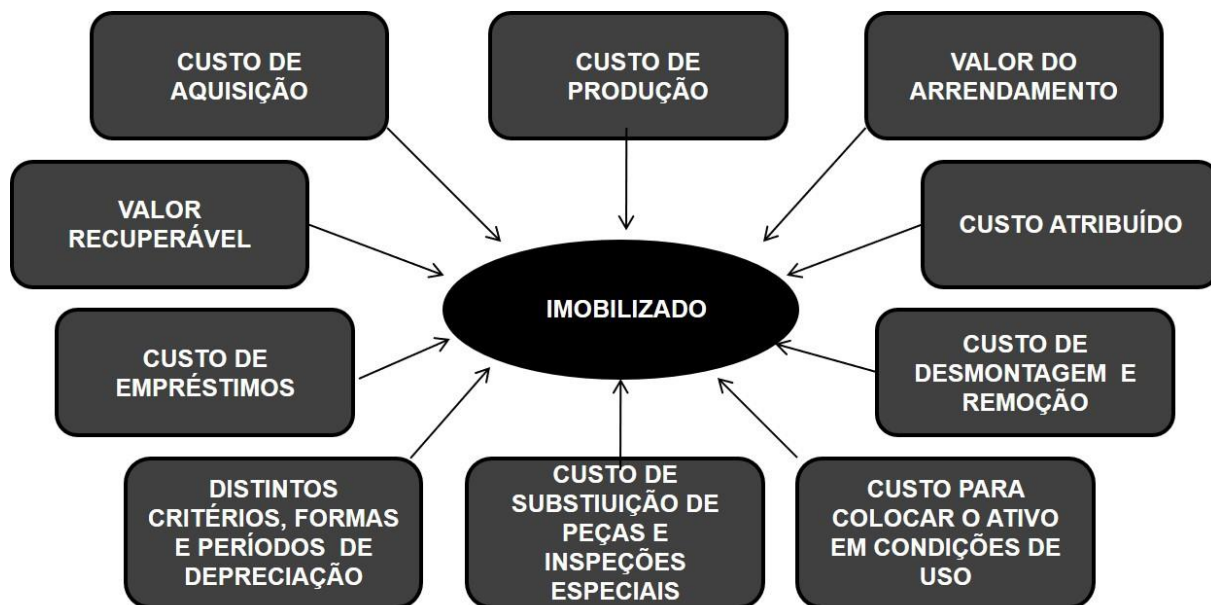 CUSTO DE
AQUISIÇÃO
CUSTO DE
PRODUÇÃO
VALOR DO
ARRENDAMENTO
VALOR
RECUPERÁVEL
CUSTO ATRIBUÍDO
IMOBILIZADO
CUSTO DE
EMPRÉSTIMOS
CUSTO DE
DESMONTAGEM E
REMOÇÃO
DISTINTOS
CRITÉRIOS, FORMAS
E PERÍODOS DE
DEPRECIAÇÃO
CUSTO DE
SUBSTIUIÇÃO DE
PEÇAS E
INSPEÇÕES
ESPECIAIS
CUSTO PARA
COLOCAR O ATIVO
EM CONDIÇÕES DE
USO